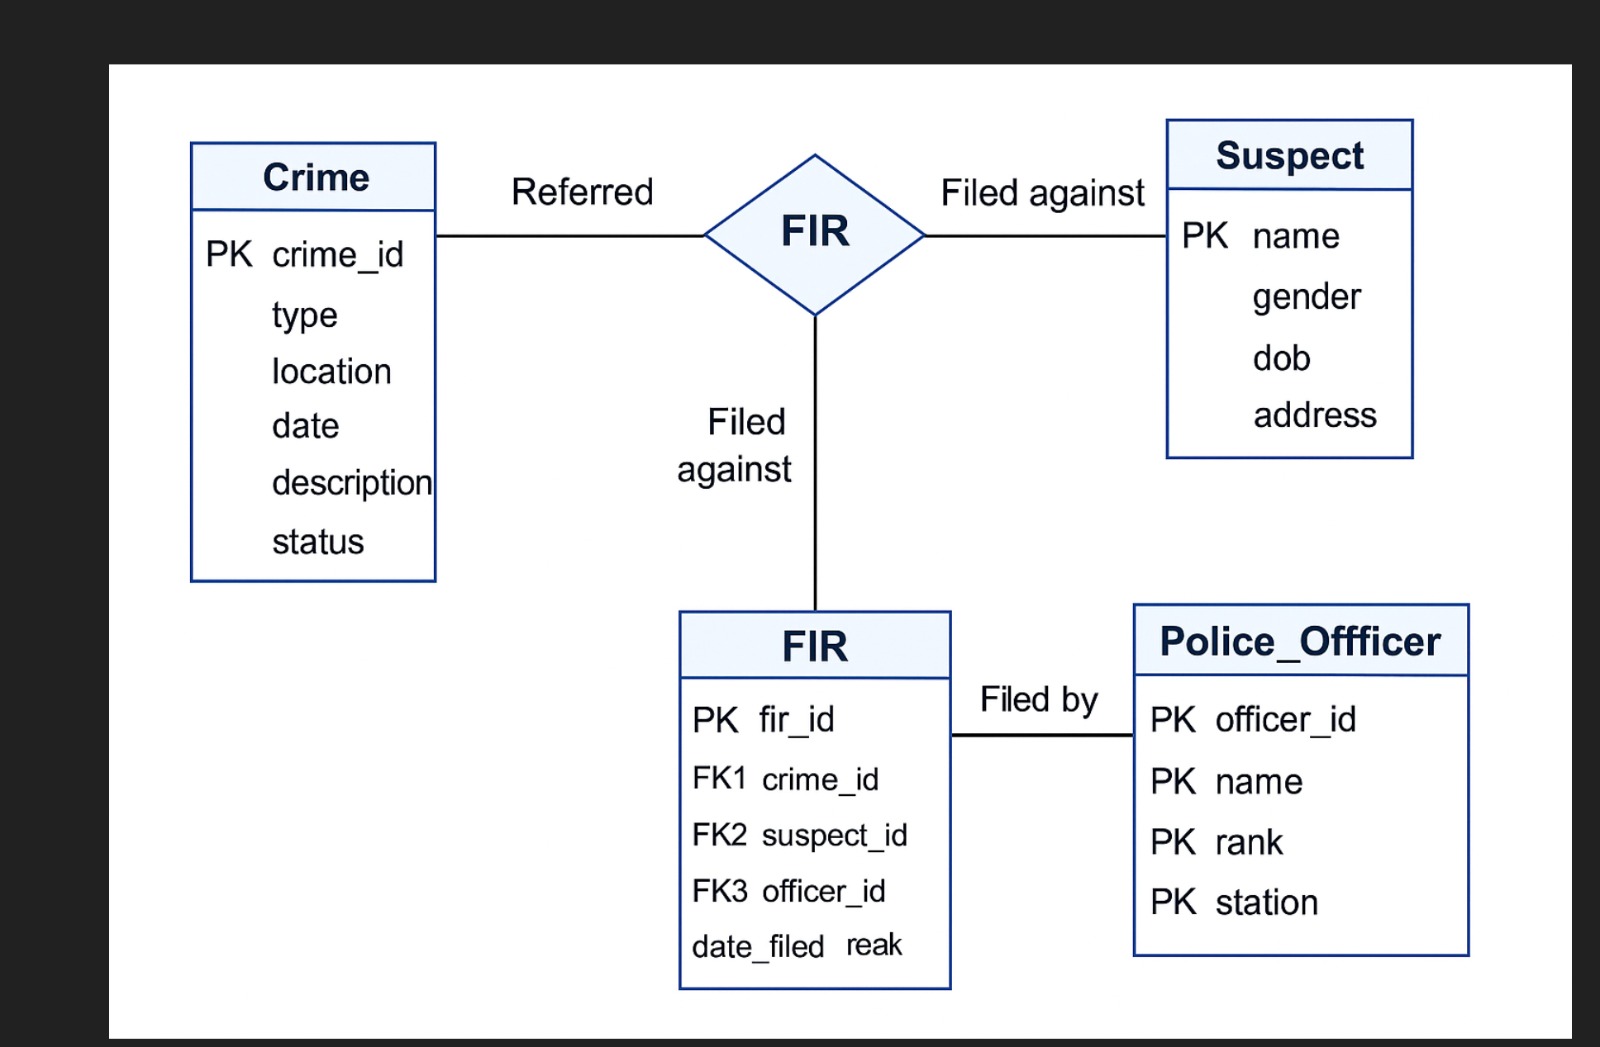 Crime
PK crime_id
type
location
date
description
status
Referred
FIR
Filed against
Suspect
PK name
gender
dob
address
Filed
against
FIR
PK fir_id
FK1 crime_id
FK2 suspect_id
FK3 officer_id
date_filed reak
Filed by
Police_Offficer
PK officer_id
PK name
PK rank
PK station